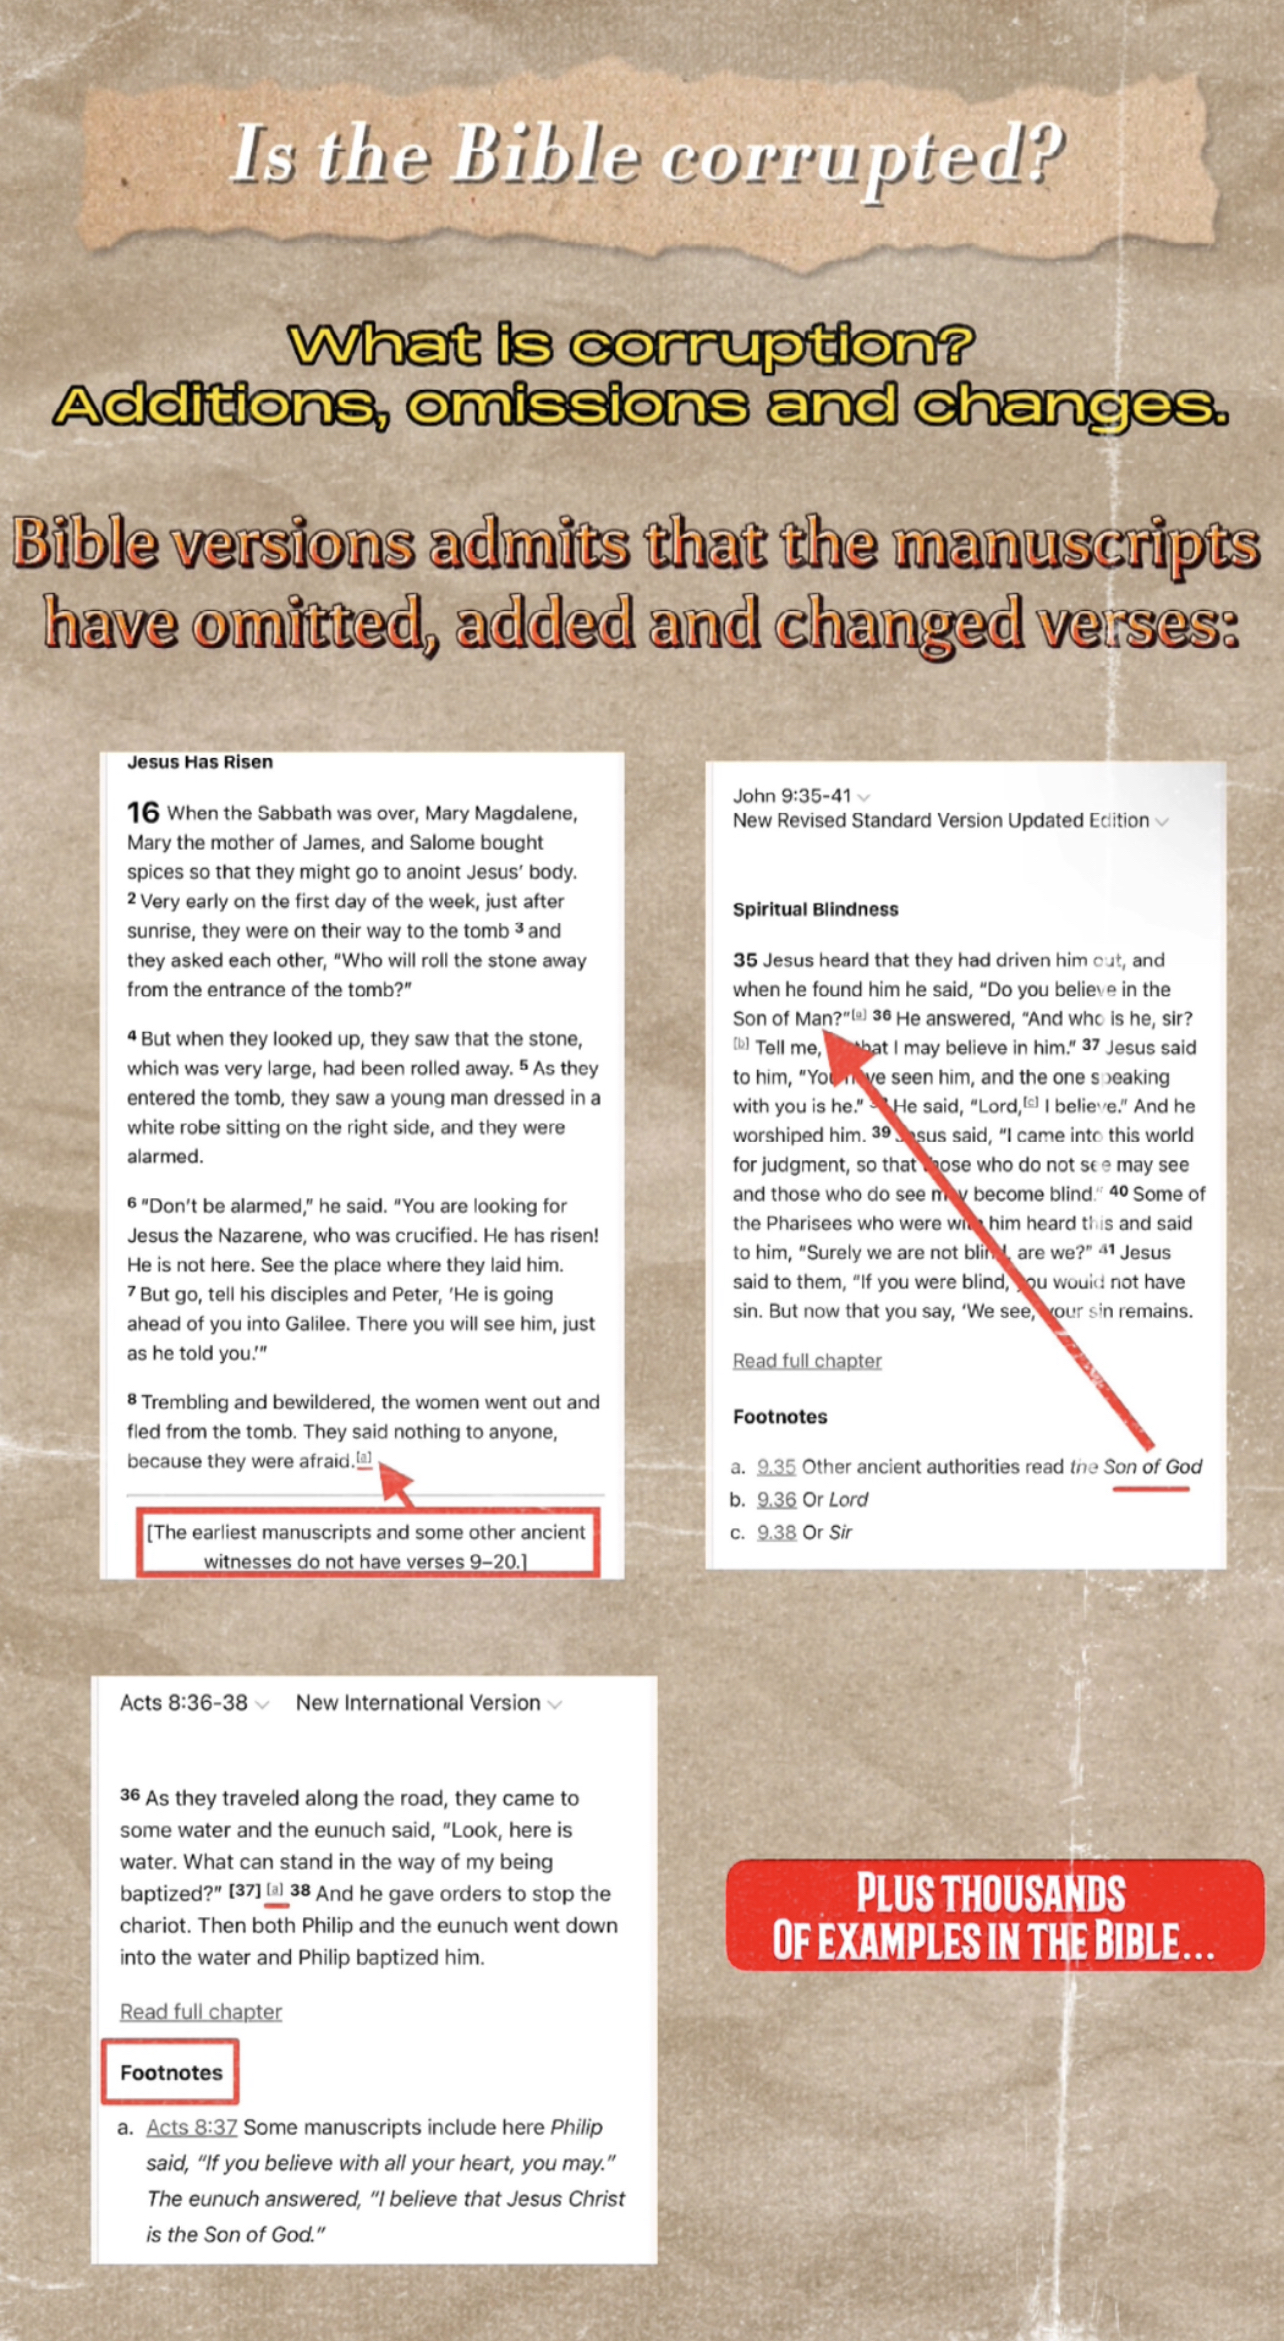 Is the Bible corrupted?
What is corruption?
Additions, omissions and changes.
Bible versions admits that the manuscripts
have omitted, added and changed verses:
Jesus Has Risen
16 When the Sabbath was over, Mary Magdalene,
Mary the mother of James, and Salome bought
spices so that they might go to anoint Jesus’ body.
2 Very early on the first day of the week, just after
sunrise, they were on their way to the tomb 3 and
they asked each other, “Who will roll the stone away
from the entrance of the tomb?”
4 But when they looked up, they saw that the stone,
which was very large, had been rolled away. 5 As they
entered the tomb, they saw a young man dressed in a
white robe sitting on the right side, and they were
alarmed.
6 “Don’t be alarmed,” he said. “You are looking for
Jesus the Nazarene, who was crucified. He has risen!
He is not here. See the place where they laid him.
7 But go, tell his disciples and Peter, ‘He is going
ahead of you into Galilee. There you will see him, just
as he told you.’”
8 Trembling and bewildered, the women went out and
fled from the tomb. They said nothing to anyone,
because they were afraid.[a]
[The earliest manuscripts and some other ancient
witnesses do not have verses 9–20.]
John 9:35-41
New Revised Standard Version Updated Edition
Spiritual Blindness
35 Jesus heard that they had driven him out, and
when he found him he said, “Do you believe in the
Son of Man?”[a] 36 He answered, “And who is he, sir?
[b] Tell me, that I may believe in him.” 37 Jesus said
to him, “You have seen him, and the one speaking
with you is he.” He said, “Lord,[c] I believe.” And he
worshiped him. 39 Jesus said, “I came into this world
for judgment, so that those who do not see may see
and those who do see may become blind.” 40 Some of
the Pharisees who were with him heard this and said
to him, “Surely we are not blind, are we?” 41 Jesus
said to them, “If you were blind, you would not have
sin. But now that you say, ‘We see,’ your sin remains.
Read full chapter
Footnotes
a. 9.35 Other ancient authorities read the Son of God
b. 9.36 Or Lord
c. 9.38 Or Sir
Acts 8:36-38 New International Version
36 As they traveled along the road, they came to
some water and the eunuch said, “Look, here is
water. What can stand in the way of my being
baptized?” [37] [a] 38 And he gave orders to stop the
chariot. Then both Philip and the eunuch went down
into the water and Philip baptized him.
Read full chapter
Footnotes
a. Acts 8:37 Some manuscripts include here Philip
said, “If you believe with all your heart, you may.”
The eunuch answered, “I believe that Jesus Christ
is the Son of God.”
PLUS THOUSANDS
OF EXAMPLES IN THE BIBLE...